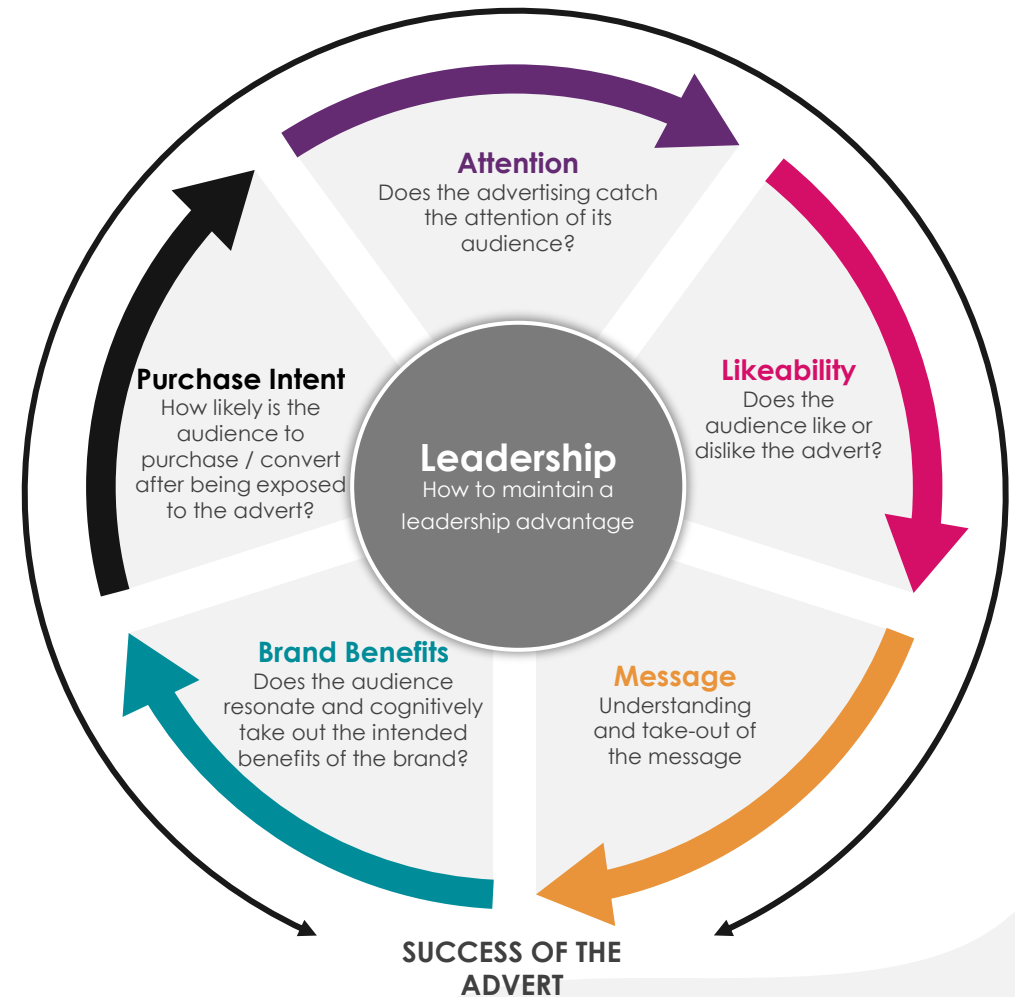 Attention
Does the advertising catch
the attention of its
audience?
Likeability
Does the
audience like or
dislike the advert?
Message
Understanding
and take-out of
the message
Brand Benefits
Does the audience
resonate and cognitively
take out the intended
benefits of the brand?
Purchase Intent
How likely is the
audience to
purchase / convert
after being exposed
to the advert?
Leadership
How to maintain a
leadership advantage
SUCCESS OF THE
ADVERT